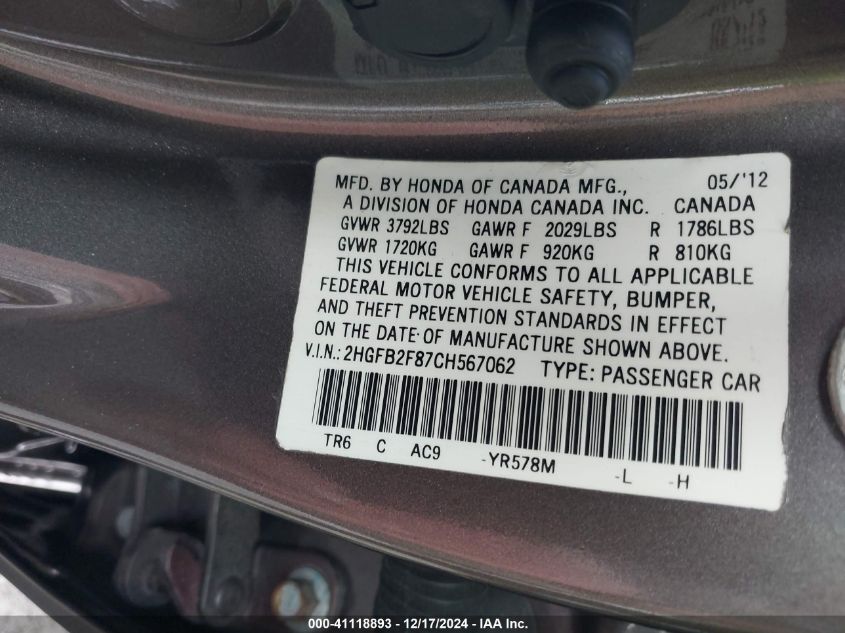 MFD. BY HONDA OF CANADA MFG., 05/'12
A DIVISION OF HONDA CANADA INC. CANADA
GVWR 3792LBS GAWR F 2029LBS R 1786LBS
GVWR 1720KG GAWR F 920KG R 810KG
THIS VEHICLE CONFORMS TO ALL APPLICABLE
FEDERAL MOTOR VEHICLE SAFETY, BUMPER,
AND THEFT PREVENTION STANDARDS IN EFFECT
ON THE DATE OF MANUFACTURE SHOWN ABOVE.
V.I.N.: 2HGFB2F87CH567062 TYPE: PASSENGER CAR
TR6 C AC9 -YR578M -L -H
000-41118893 - 12/17/2024 - IAA Inc.